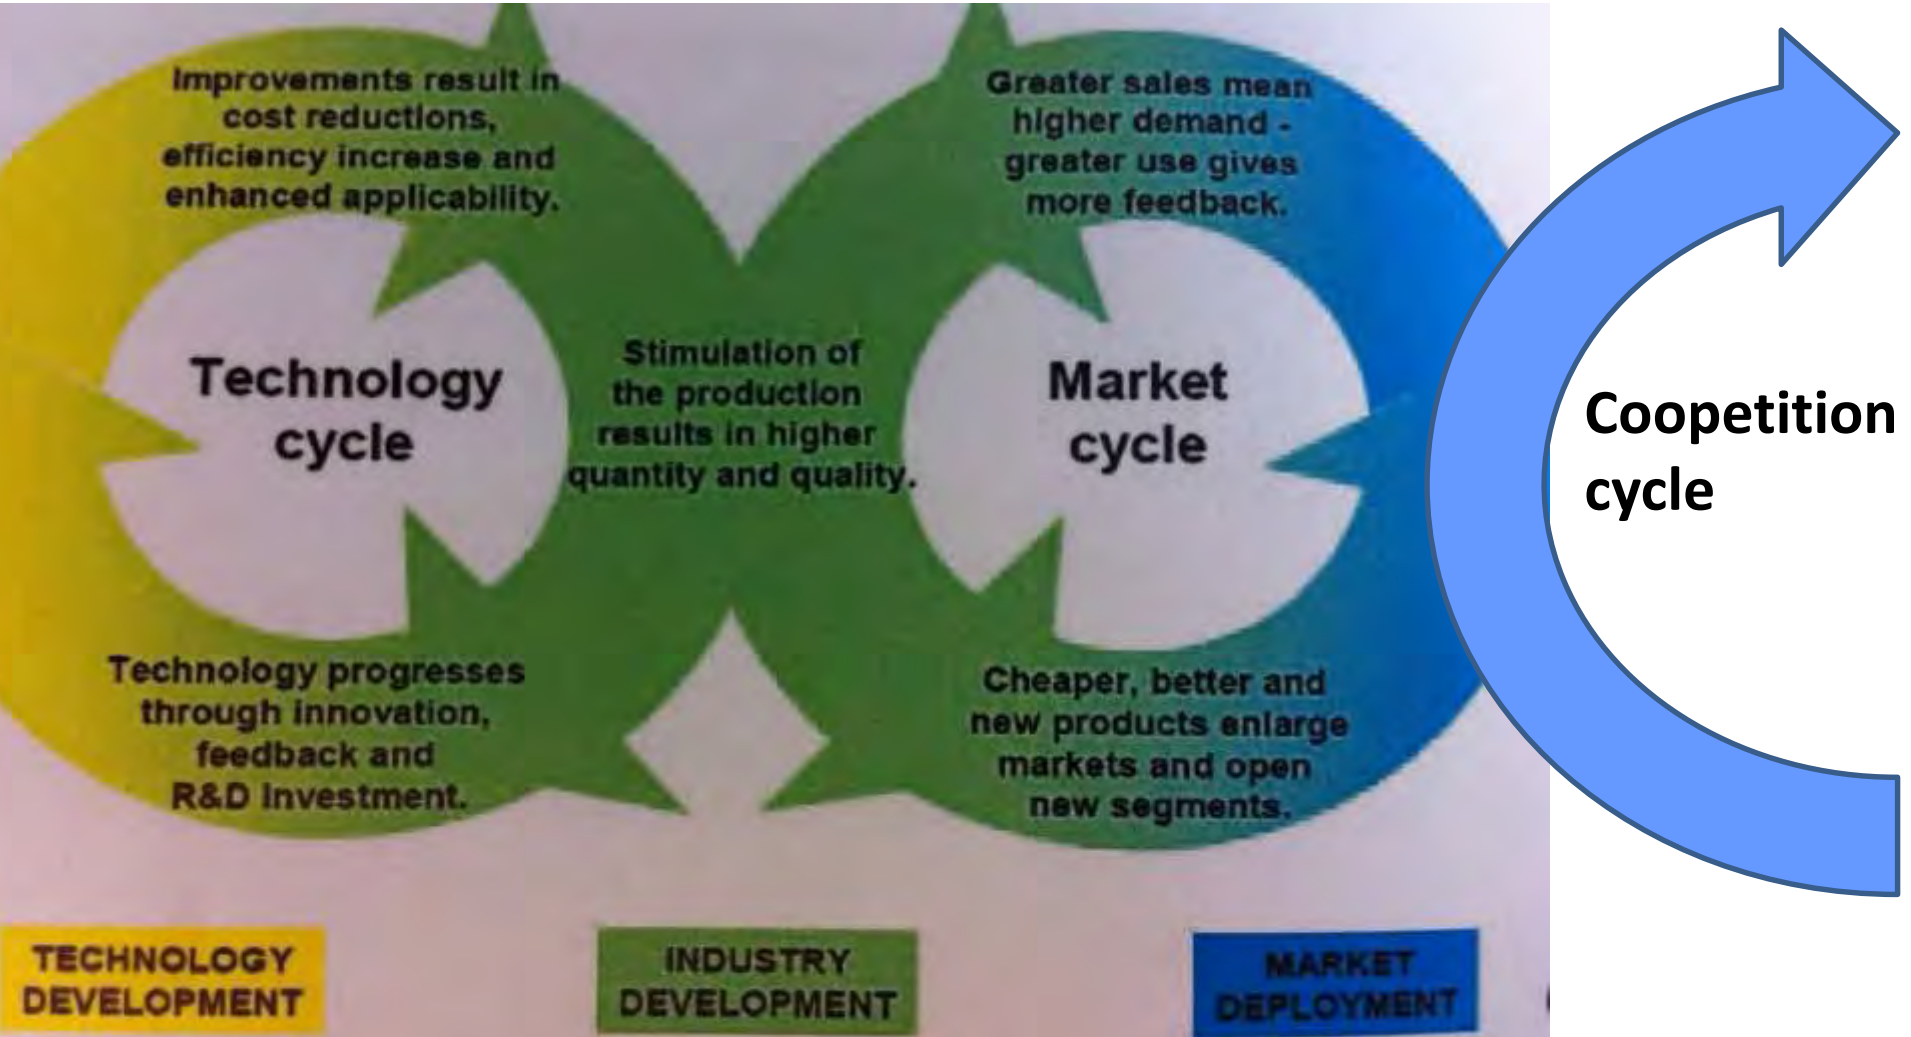 Improvements result in
cost reductions,
efficiency increase and
enhanced applicability.
Greater sales mean
higher demand -
greater use gives
more feedback.
Technology
cycle
Stimulation of
the production
results in higher
quantity and quality.
Market
cycle
Coopetition
cycle
Technology progresses
through innovation,
feedback and
R&D investment.
Cheaper, better and
new products enlarge
markets and open
new segments.
TECHNOLOGY
DEVELOPMENT
INDUSTRY
DEVELOPMENT
MARKET
DEPLOYMENT